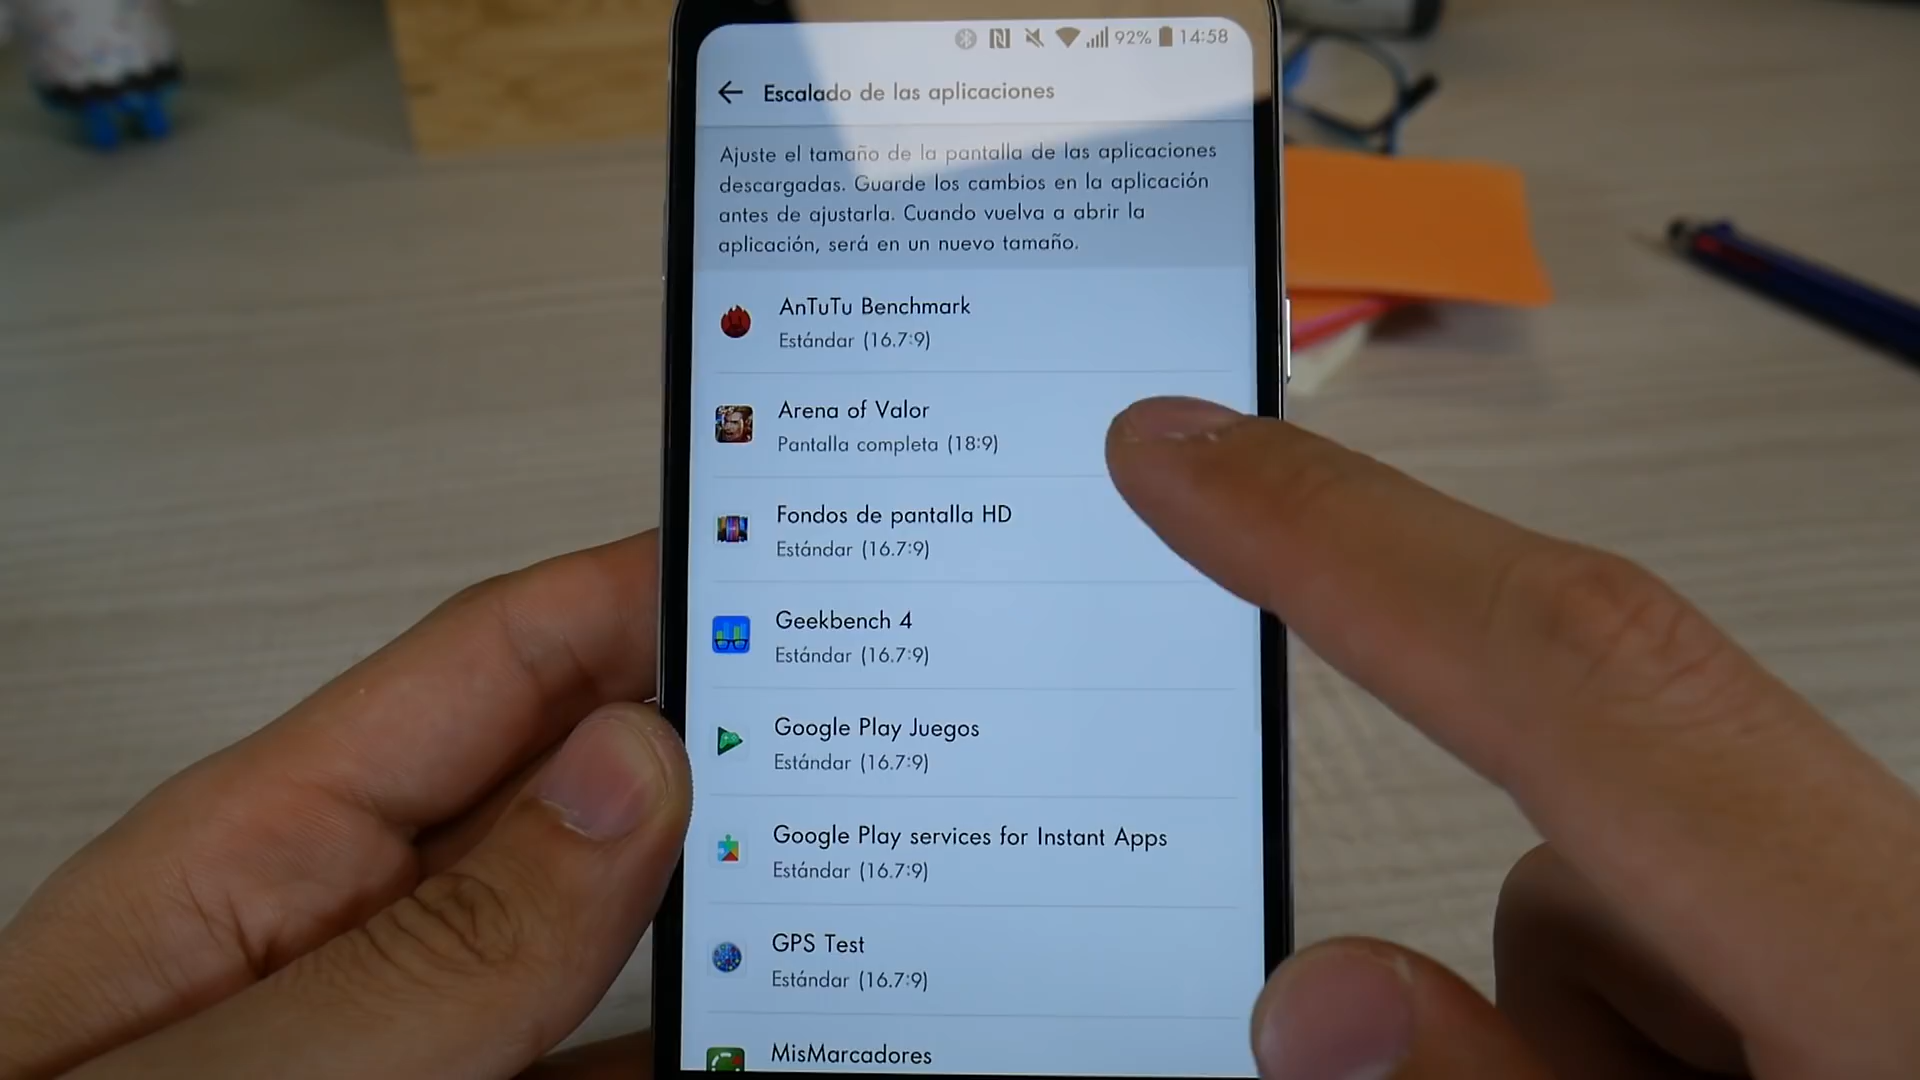 92% 14:58
Escalado de las aplicaciones
Ajuste el tamaño de la pantalla de las aplicaciones
descargadas. Guarde los cambios en la aplicación
antes de ajustarla. Cuando vuelva a abrir la
aplicación, será en un nuevo tamaño.
AnTuTu Benchmark
Estándar (16.7:9)
Arena of Valor
Pantalla completa (18:9)
Fondos de pantalla HD
Estándar (16.7:9)
Geekbench 4
Estándar (16.7:9)
Google Play Juegos
Estándar (16.7:9)
Google Play services for Instant Apps
Estándar (16.7:9)
GPS Test
Estándar (16.7:9)
MisMarcadores